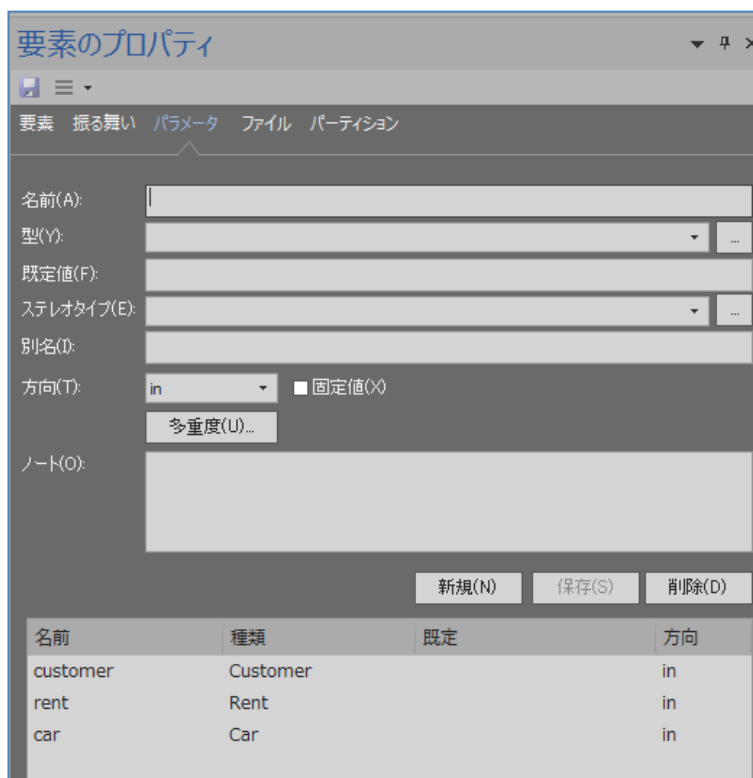 要素のプロパティ
要素 振る舞い パラメータ ファイル パーティション
名前(A):
型(Y): ...
既定値(F):
ステレオタイプ(E): ...
別名(I):
方向(T): in 固定値(X)
多重度(U)...
ノート(O):
新規(N) 保存(S) 削除(D)
名前 種類 既定 方向
customer Customer in
rent Rent in
car Car in